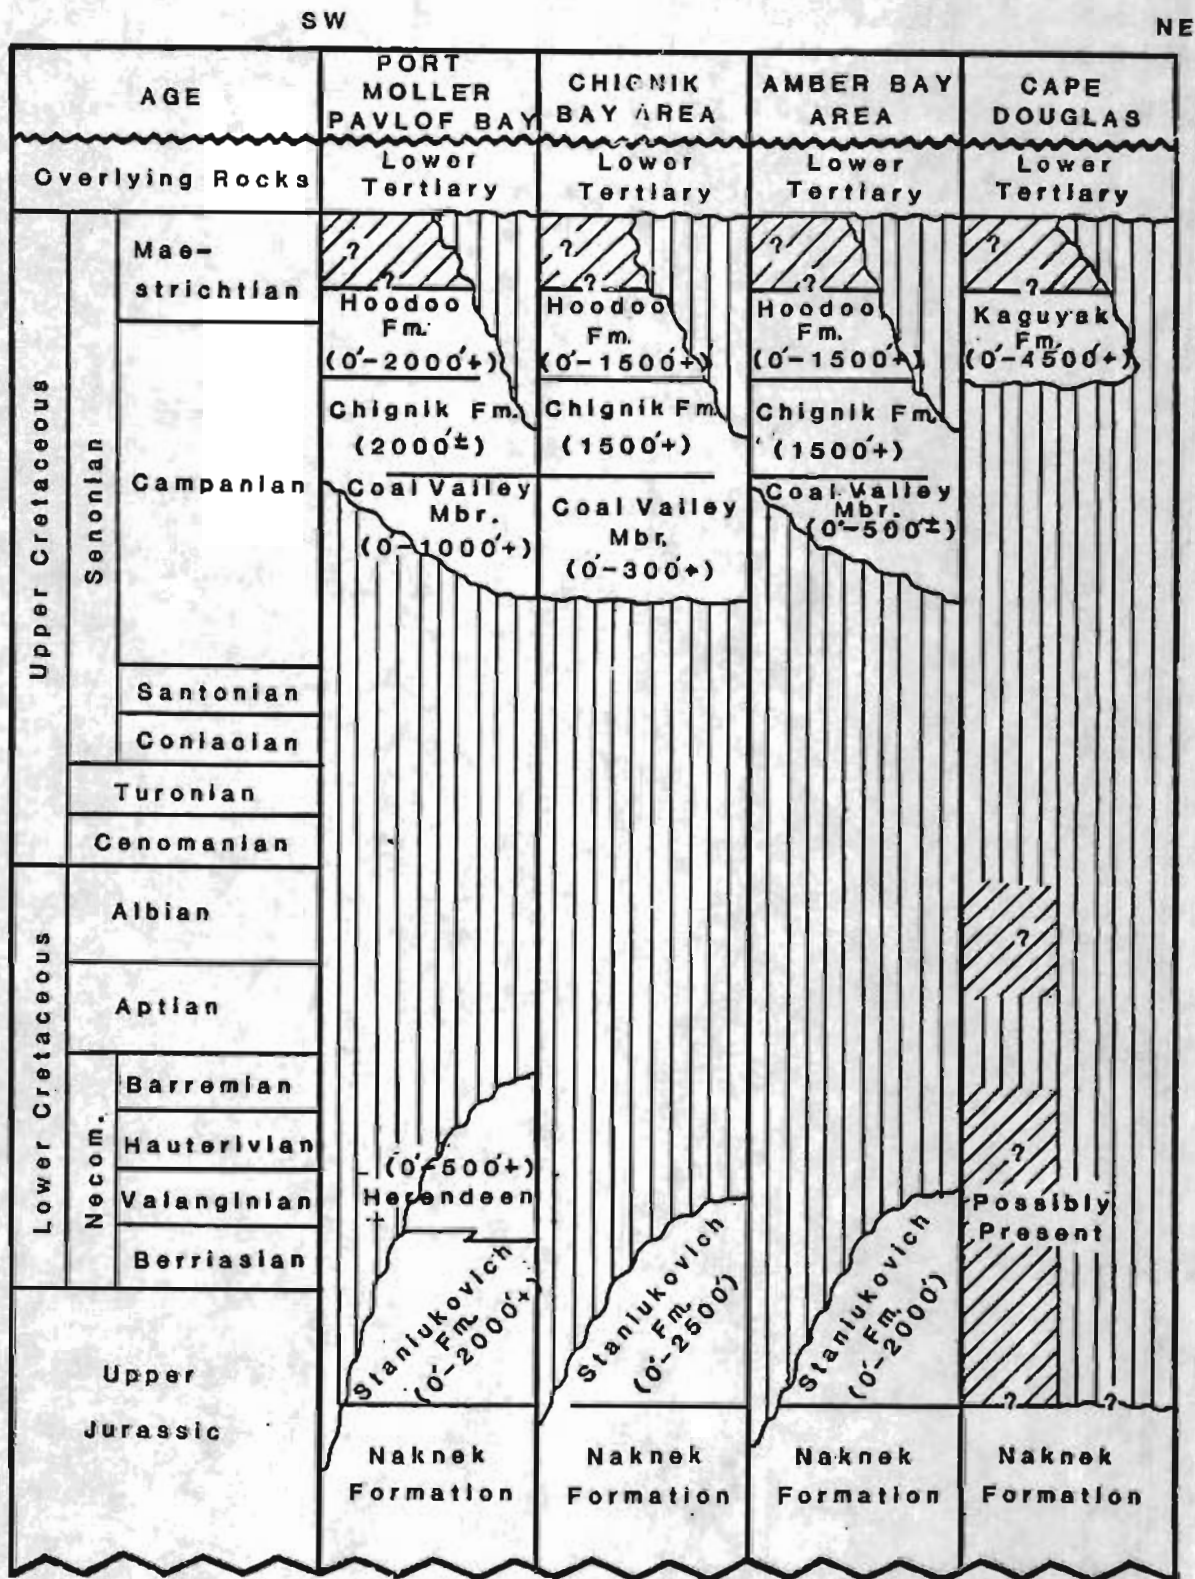 SW
NE
AGE
PORT
MOLLER
PAVLOF BAY
CHIGNIK
BAY AREA
AMBER BAY
AREA
CAPE
DOUGLAS
Overlying Rocks
Lower
Tertiary
Lower
Tertiary
Lower
Tertiary
Lower
Tertiary
Upper Cretaceous
Senonian
Mae-
strichtian
Campanian
Santonian
Coniacian
Turonian
Cenomanian
Lower Cretaceous
Albian
Aptian
Neocom.
Barremian
Hauterivian
Valanginian
Berriasian
Upper
Jurassic
?
?
Hoodoo
Fm.
(0'-2000'+)
Chignik Fm.
(2000'±)
Coal Valley
Mbr.
(0'-1000'+)
(0'-500'+)
Herendeen
Staniukovich
Fm.
(0'-2000'+)
Naknek
Formation
?
?
Hoodoo
Fm.
(0'-1500'+)
Chignik Fm.
(1500'+)
Coal Valley
Mbr.
(0'-300'+)
Staniukovich
Fm.
(0'-2500')
Naknek
Formation
?
?
Hoodoo
Fm.
(0'-1500'+)
Chignik Fm.
(1500'+)
Coal Valley
Mbr.
(0'-500'±)
Staniukovich
Fm.
(0'-2000')
Naknek
Formation
?
?
Kaguyak
Fm.
(0'-4500'+)
?
?
Possibly
Present
?
?
Naknek
Formation